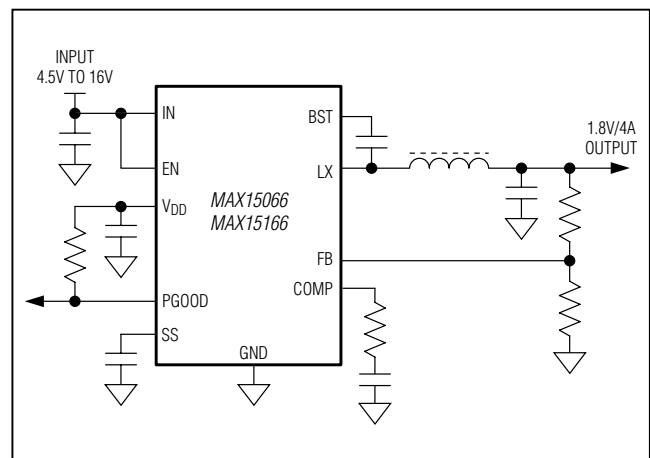 INPUT
4.5V TO 16V
IN
EN
VDD
PGOOD
SS
MAX15066
MAX15166
GND
BST
LX
FB
COMP
1.8V/4A
OUTPUT